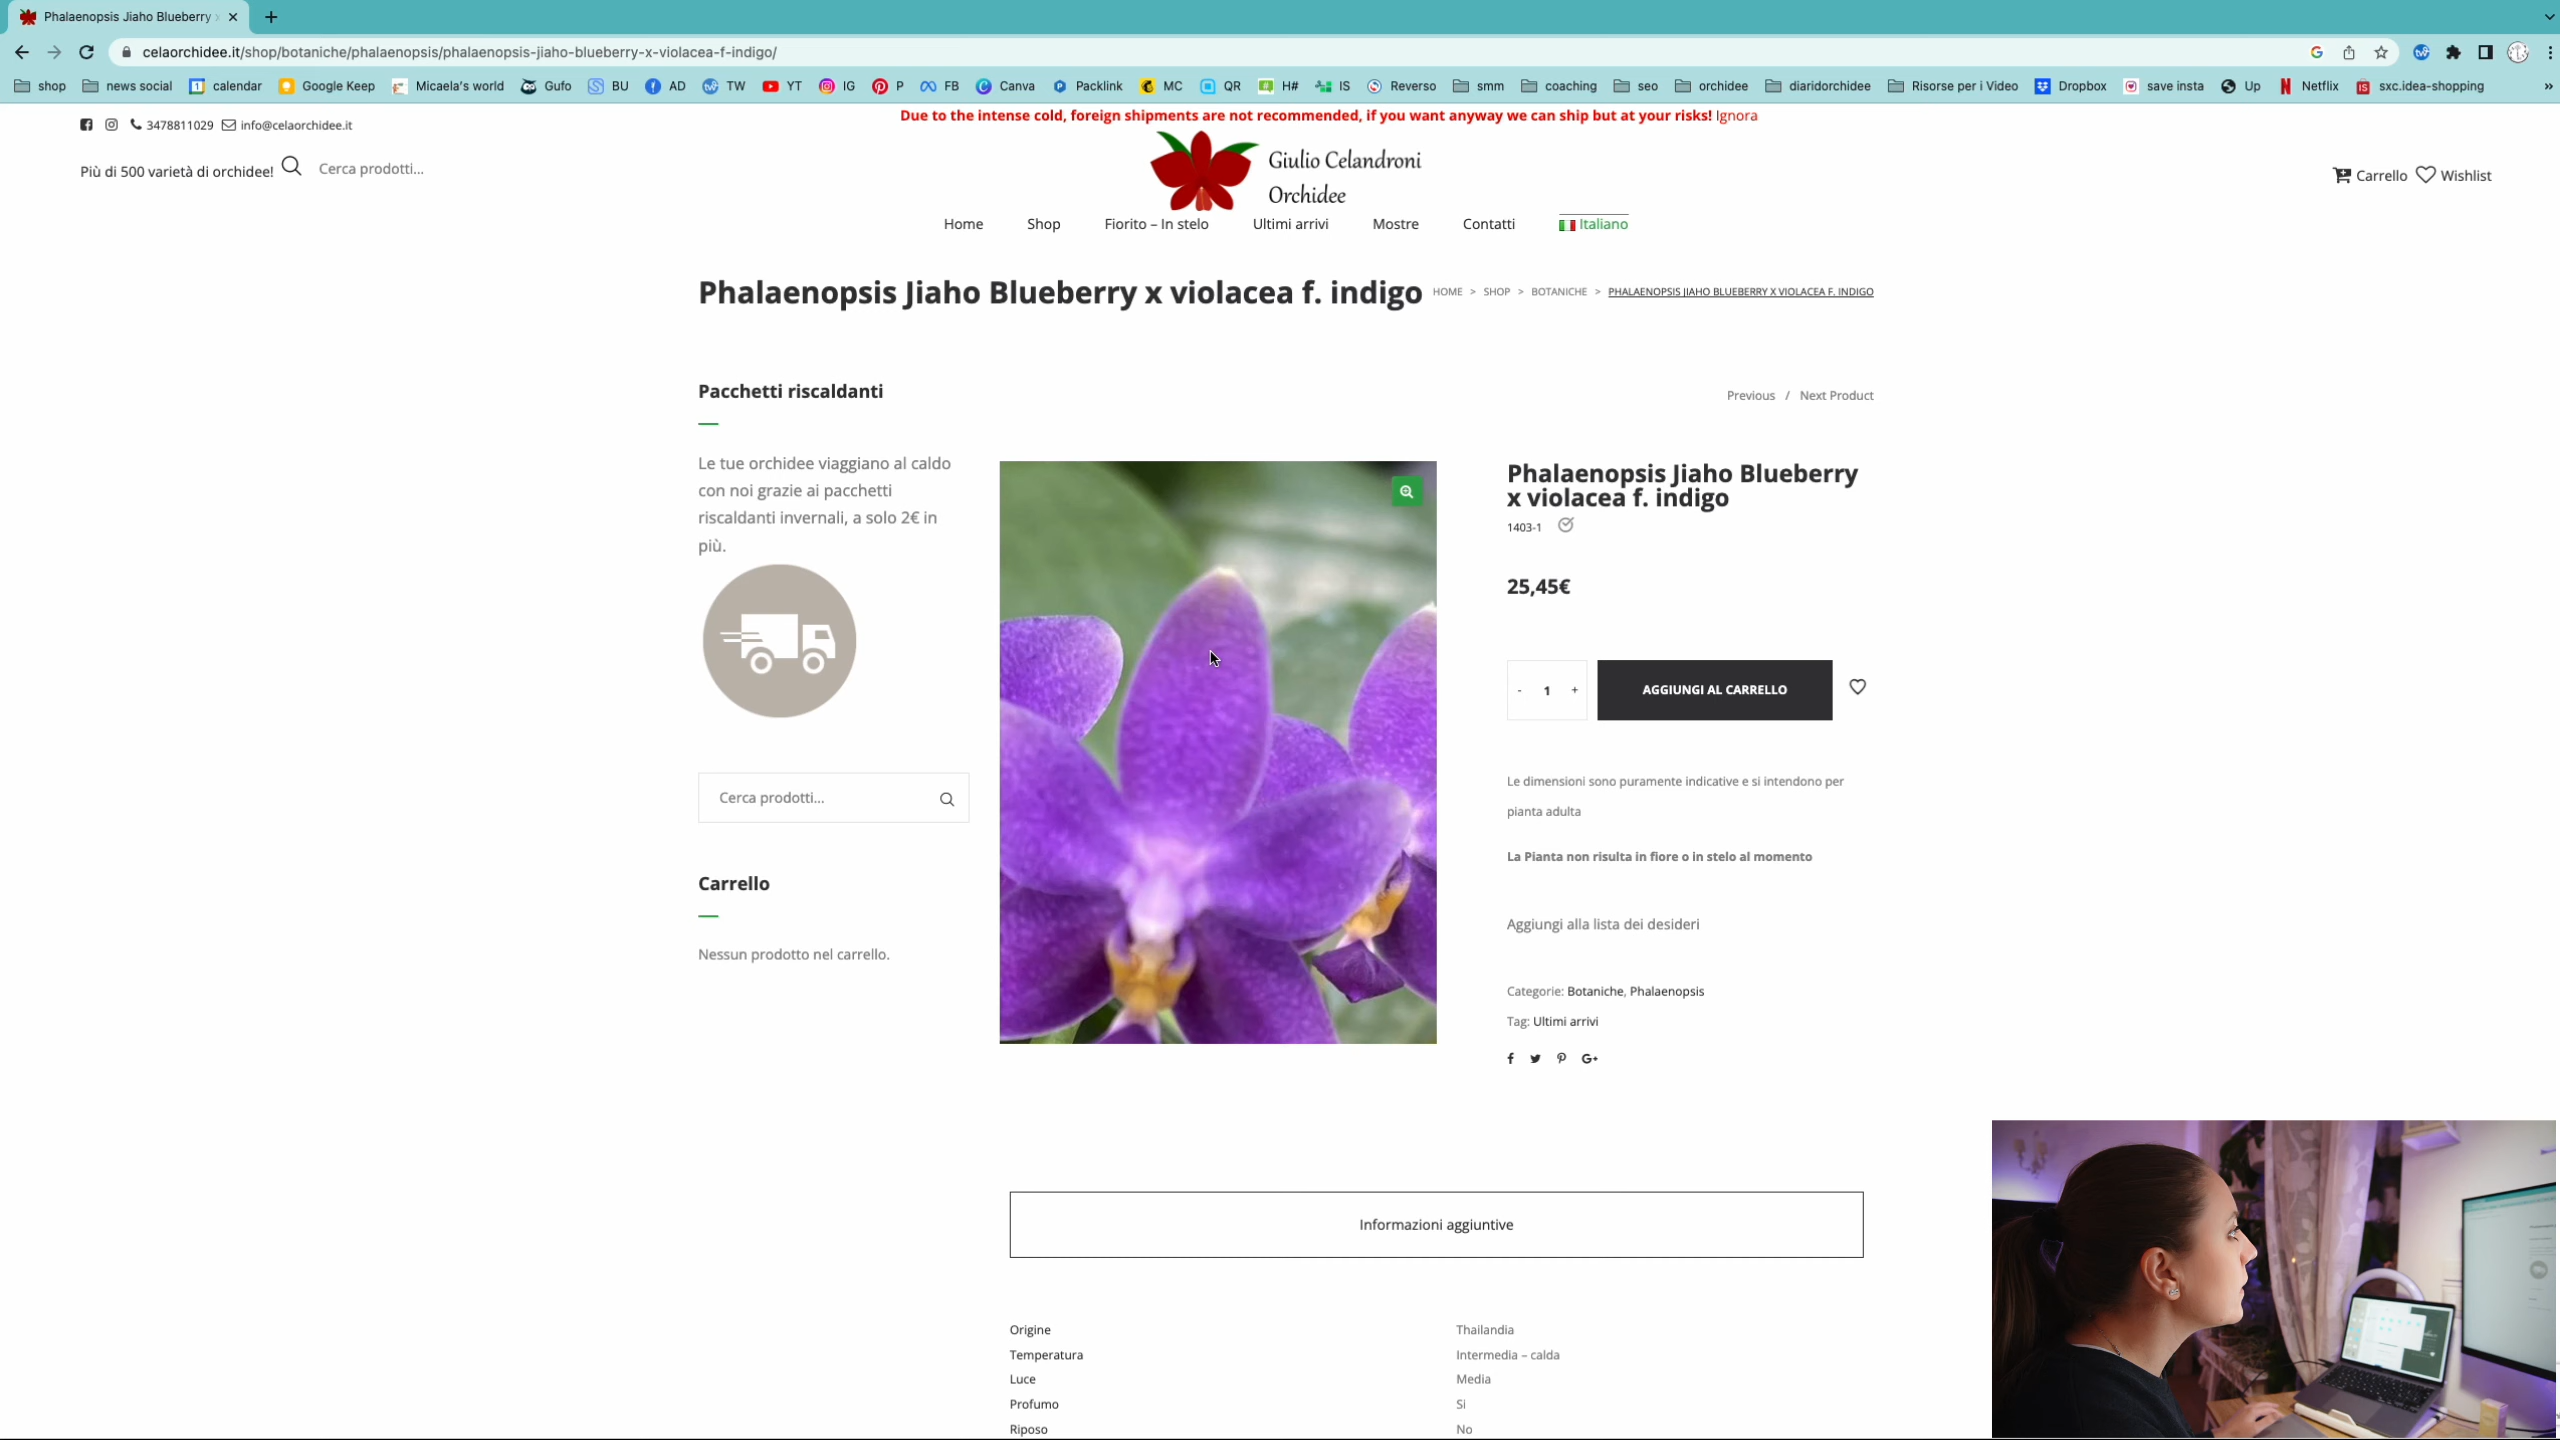 Phalaenopsis Jiaho Blueberry x
celaorchidee.it/shop/botaniche/phalaenopsis/phalaenopsis-jiaho-blueberry-x-violacea-f-indigo/
shop news social calendar Google Keep Micaela's world Gufo BU AD TW YT IG P FB Canva Packlink MC QR H# IS Reverso smm coaching seo orchidee diaridorchidee Risorse per i Video Dropbox save insta Up Netflix sxc.idea-shopping »
Due to the intense cold, foreign shipments are not recommended, if you want anyway we can ship but at your risks! Ignora
3478811029 info@celaorchidee.it
Più di 500 varietà di orchidee! Cerca prodotti...
Giulio Celandroni
Orchidee
Carrello Wishlist
Home Shop Fiorito – In stelo Ultimi arrivi Mostre Contatti Italiano
Phalaenopsis Jiaho Blueberry x violacea f. indigo
HOME > SHOP > BOTANICHE > PHALAENOPSIS JIAHO BLUEBERRY X VIOLACEA F. INDIGO
Pacchetti riscaldanti
Previous / Next Product
Le tue orchidee viaggiano al caldo
con noi grazie ai pacchetti
riscaldanti invernali, a solo 2€ in
più.
Cerca prodotti...
Carrello
Nessun prodotto nel carrello.
Phalaenopsis Jiaho Blueberry
x violacea f. indigo
1403-1
25,45€
- 1 + AGGIUNGI AL CARRELLO
Le dimensioni sono puramente indicative e si intendono per
pianta adulta
La Pianta non risulta in fiore o in stelo al momento
Aggiungi alla lista dei desideri
Categorie: Botaniche, Phalaenopsis
Tag: Ultimi arrivi
Informazioni aggiuntive
Origine Thailandia
Temperatura Intermedia – calda
Luce Media
Profumo Si
Riposo No